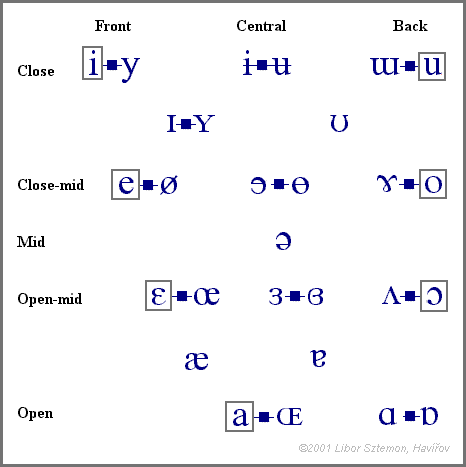 Front Central Back
Close i y ɨ ʉ ɯ u
ɪ ʏ ʊ
Close-mid e ø ɘ ɵ ɤ o
Mid ə
Open-mid ɛ œ ɜ ɞ ʌ ɔ
æ ɐ
Open a ɶ ɑ ɒ
©2001 Libor Sztemon, Havířov